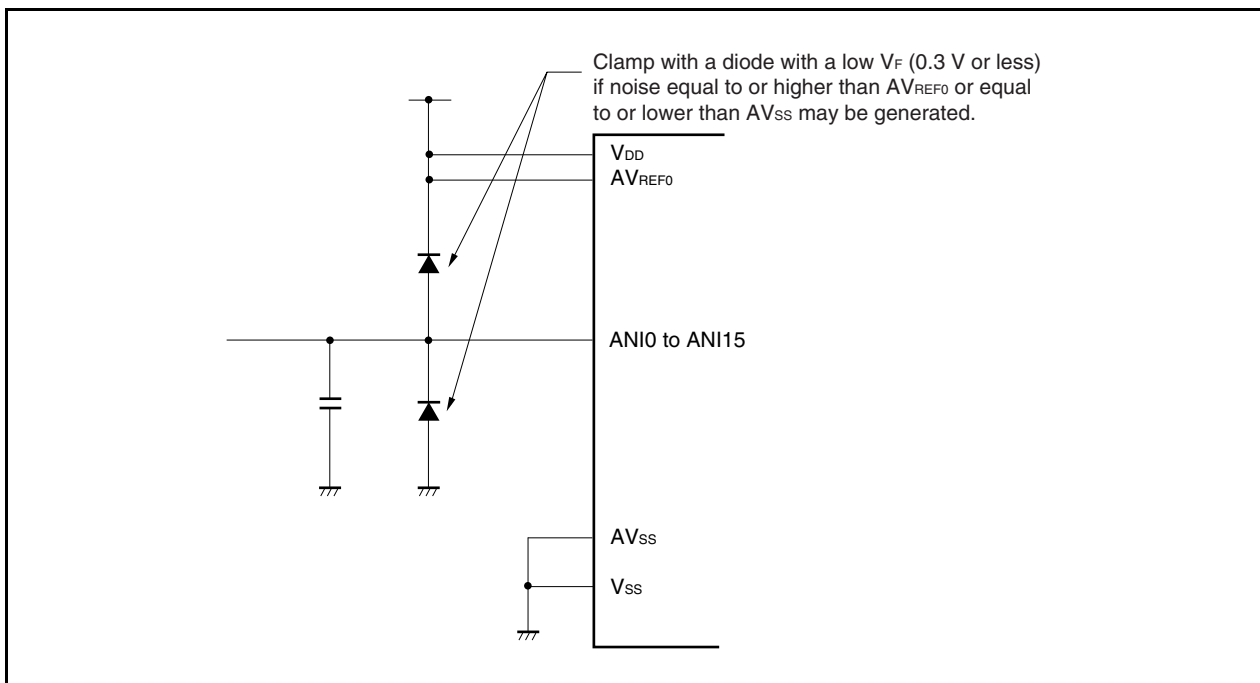 Clamp with a diode with a low VF (0.3 V or less)
if noise equal to or higher than AVREF0 or equal
to or lower than AVSS may be generated.
VDD
AVREF0
ANI0 to ANI15
AVSS
VSS